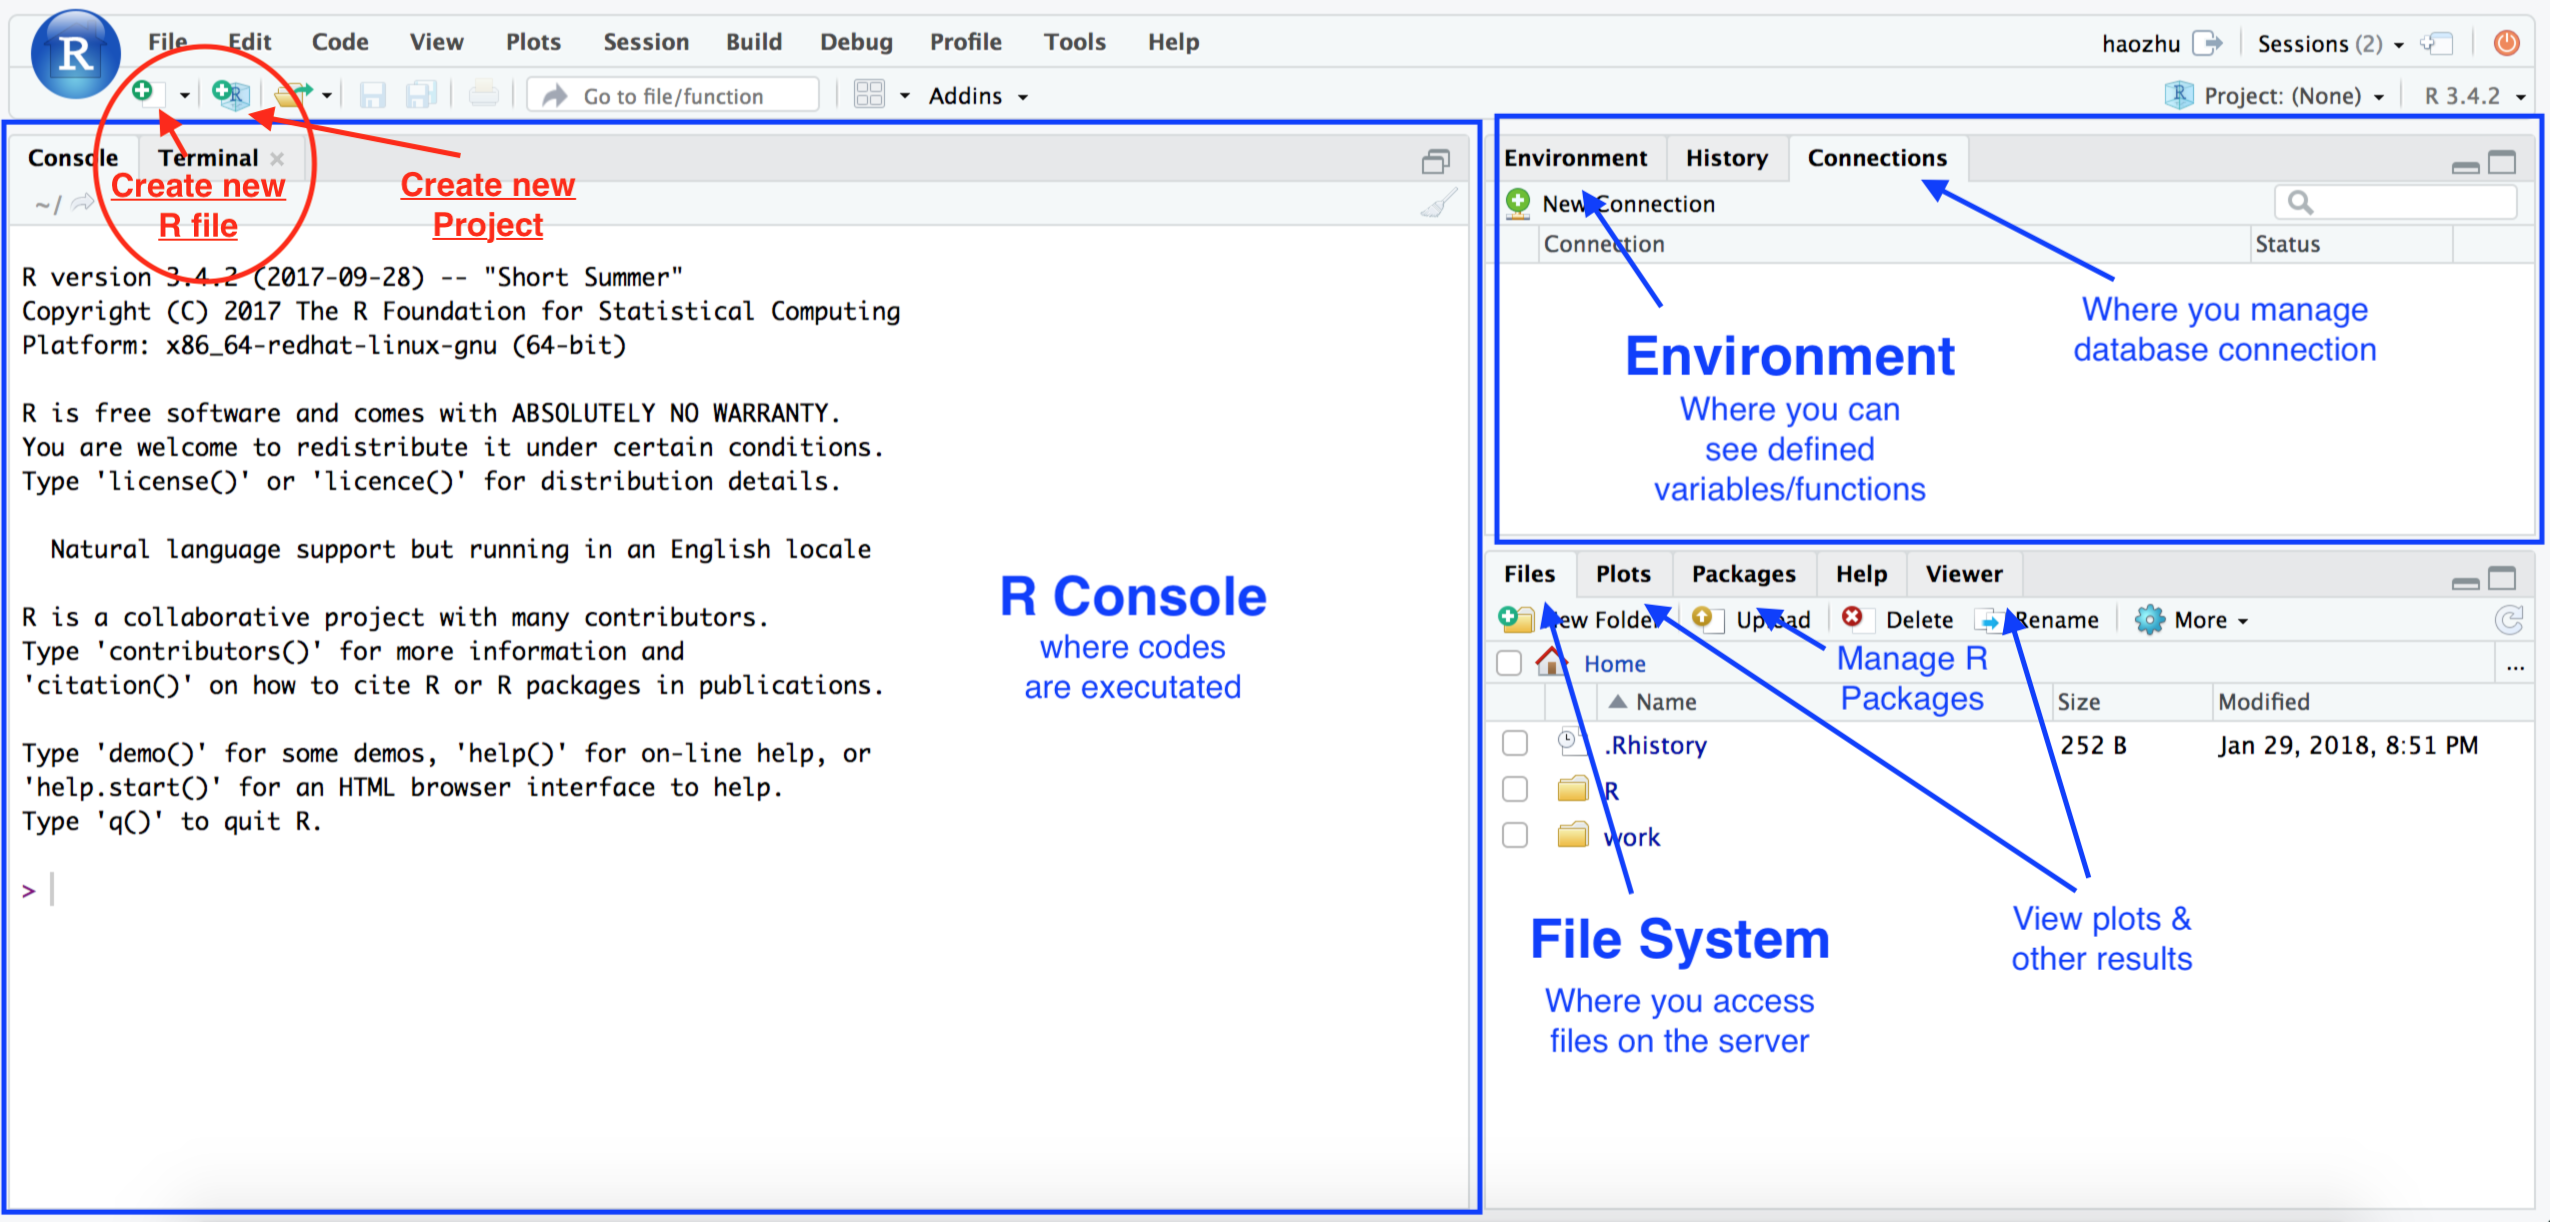 R
File Edit Code View Plots Session Build Debug Profile Tools Help
haozhu Sessions (2)
Go to file/function Addins
R Project: (None) R 3.4.2
Console Terminal
~/
Create new
R file
Create new
Project
R version 3.4.2 (2017-09-28) -- "Short Summer"
Copyright (C) 2017 The R Foundation for Statistical Computing
Platform: x86_64-redhat-linux-gnu (64-bit)
R is free software and comes with ABSOLUTELY NO WARRANTY.
You are welcome to redistribute it under certain conditions.
Type 'license()' or 'licence()' for distribution details.
Natural language support but running in an English locale
R is a collaborative project with many contributors.
Type 'contributors()' for more information and
'citation()' on how to cite R or R packages in publications.
Type 'demo()' for some demos, 'help()' for on-line help, or
'help.start()' for an HTML browser interface to help.
Type 'q()' to quit R.
>
R Console
where codes
are executated
Environment History Connections
New Connection
Connection Status
Environment
Where you can
see defined
variables/functions
Where you manage
database connection
Files Plots Packages Help Viewer
New Folder Upload Delete Rename More
Home ...
Manage R
Packages
Name Size Modified
.Rhistory 252 B Jan 29, 2018, 8:51 PM
R
work
File System
Where you access
files on the server
View plots &
other results